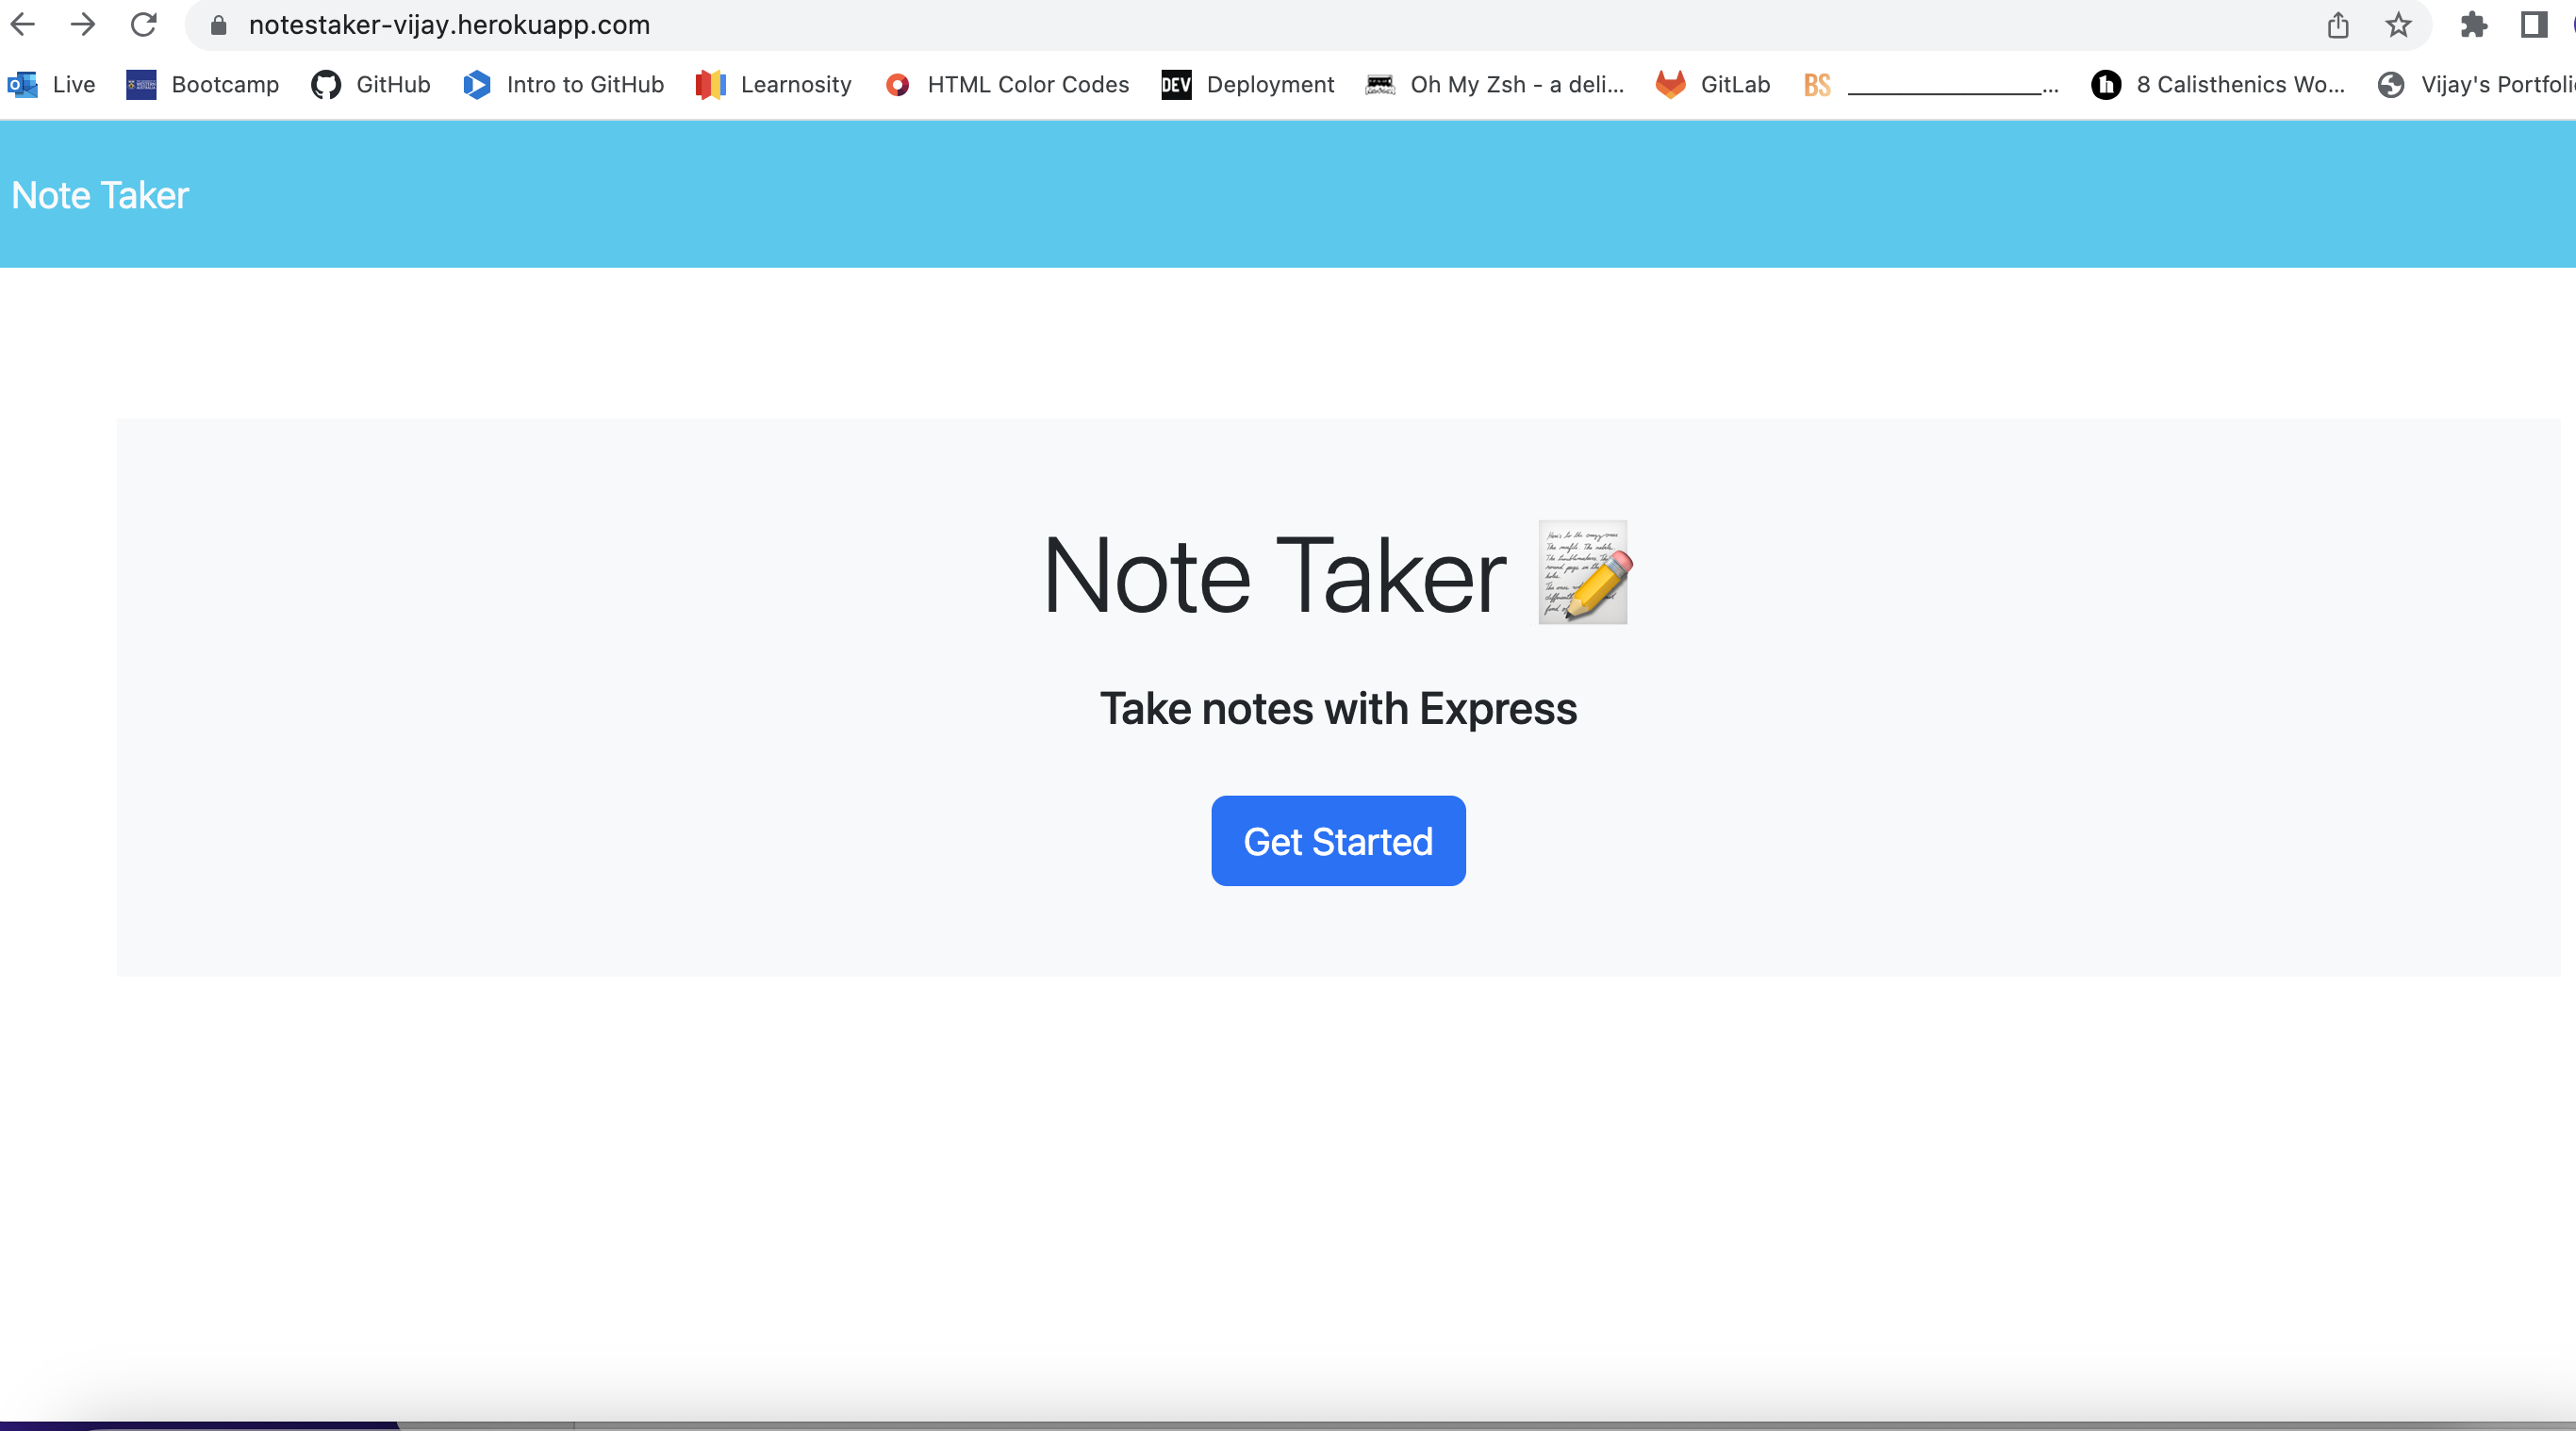 notestaker-vijay.herokuapp.com
Live Bootcamp GitHub Intro to GitHub Learnosity HTML Color Codes DEV Deployment Oh My Zsh - a deli... GitLab BS ________________... 8 Calisthenics Wo... Vijay's Portfoli
Note Taker
Note Taker
Take notes with Express
Get Started